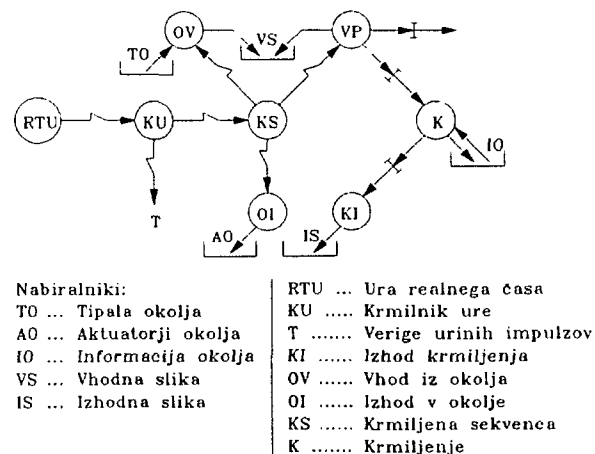 OV
VS
VP
TO
RTU
KU
KS
K
IO
T
OI
KI
AO
IS
Nabiralniki:
TO ... Tipala okolja
AO ... Aktuatorji okolja
IO ... Informacija okolja
VS ... Vhodna slika
IS ... Izhodna slika
RTU ... Ura realnega časa
KU ..... Krmilnik ure
T ....... Verige urinih impulzov
KI ...... Izhod krmiljenja
OV ...... Vhod iz okolja
OI ...... Izhod v okolje
KS ...... Krmiljena sekvenca
K ....... Krmiljenje